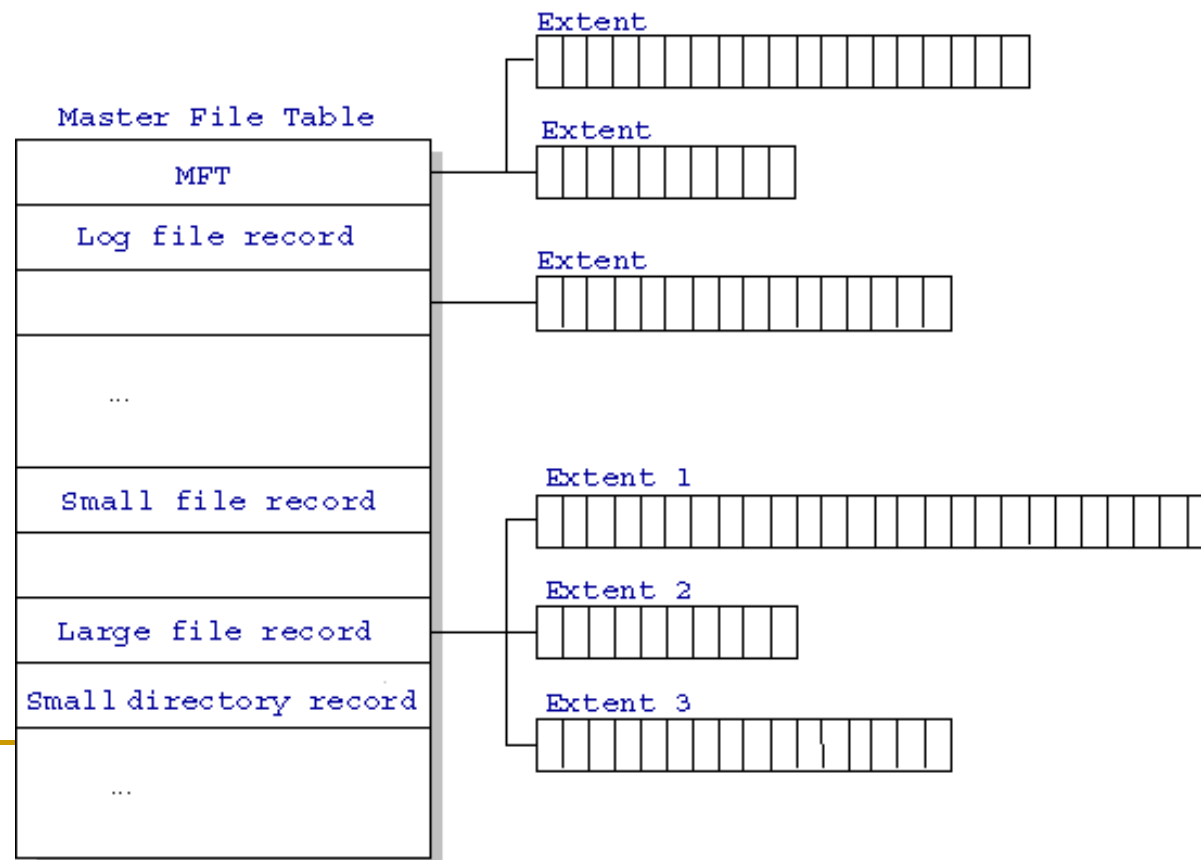 Extent
Master File Table
Extent
MFT
Log file record
Extent
...
Small file record
Extent 1
Extent 2
Large file record
Small directory record
Extent 3
...